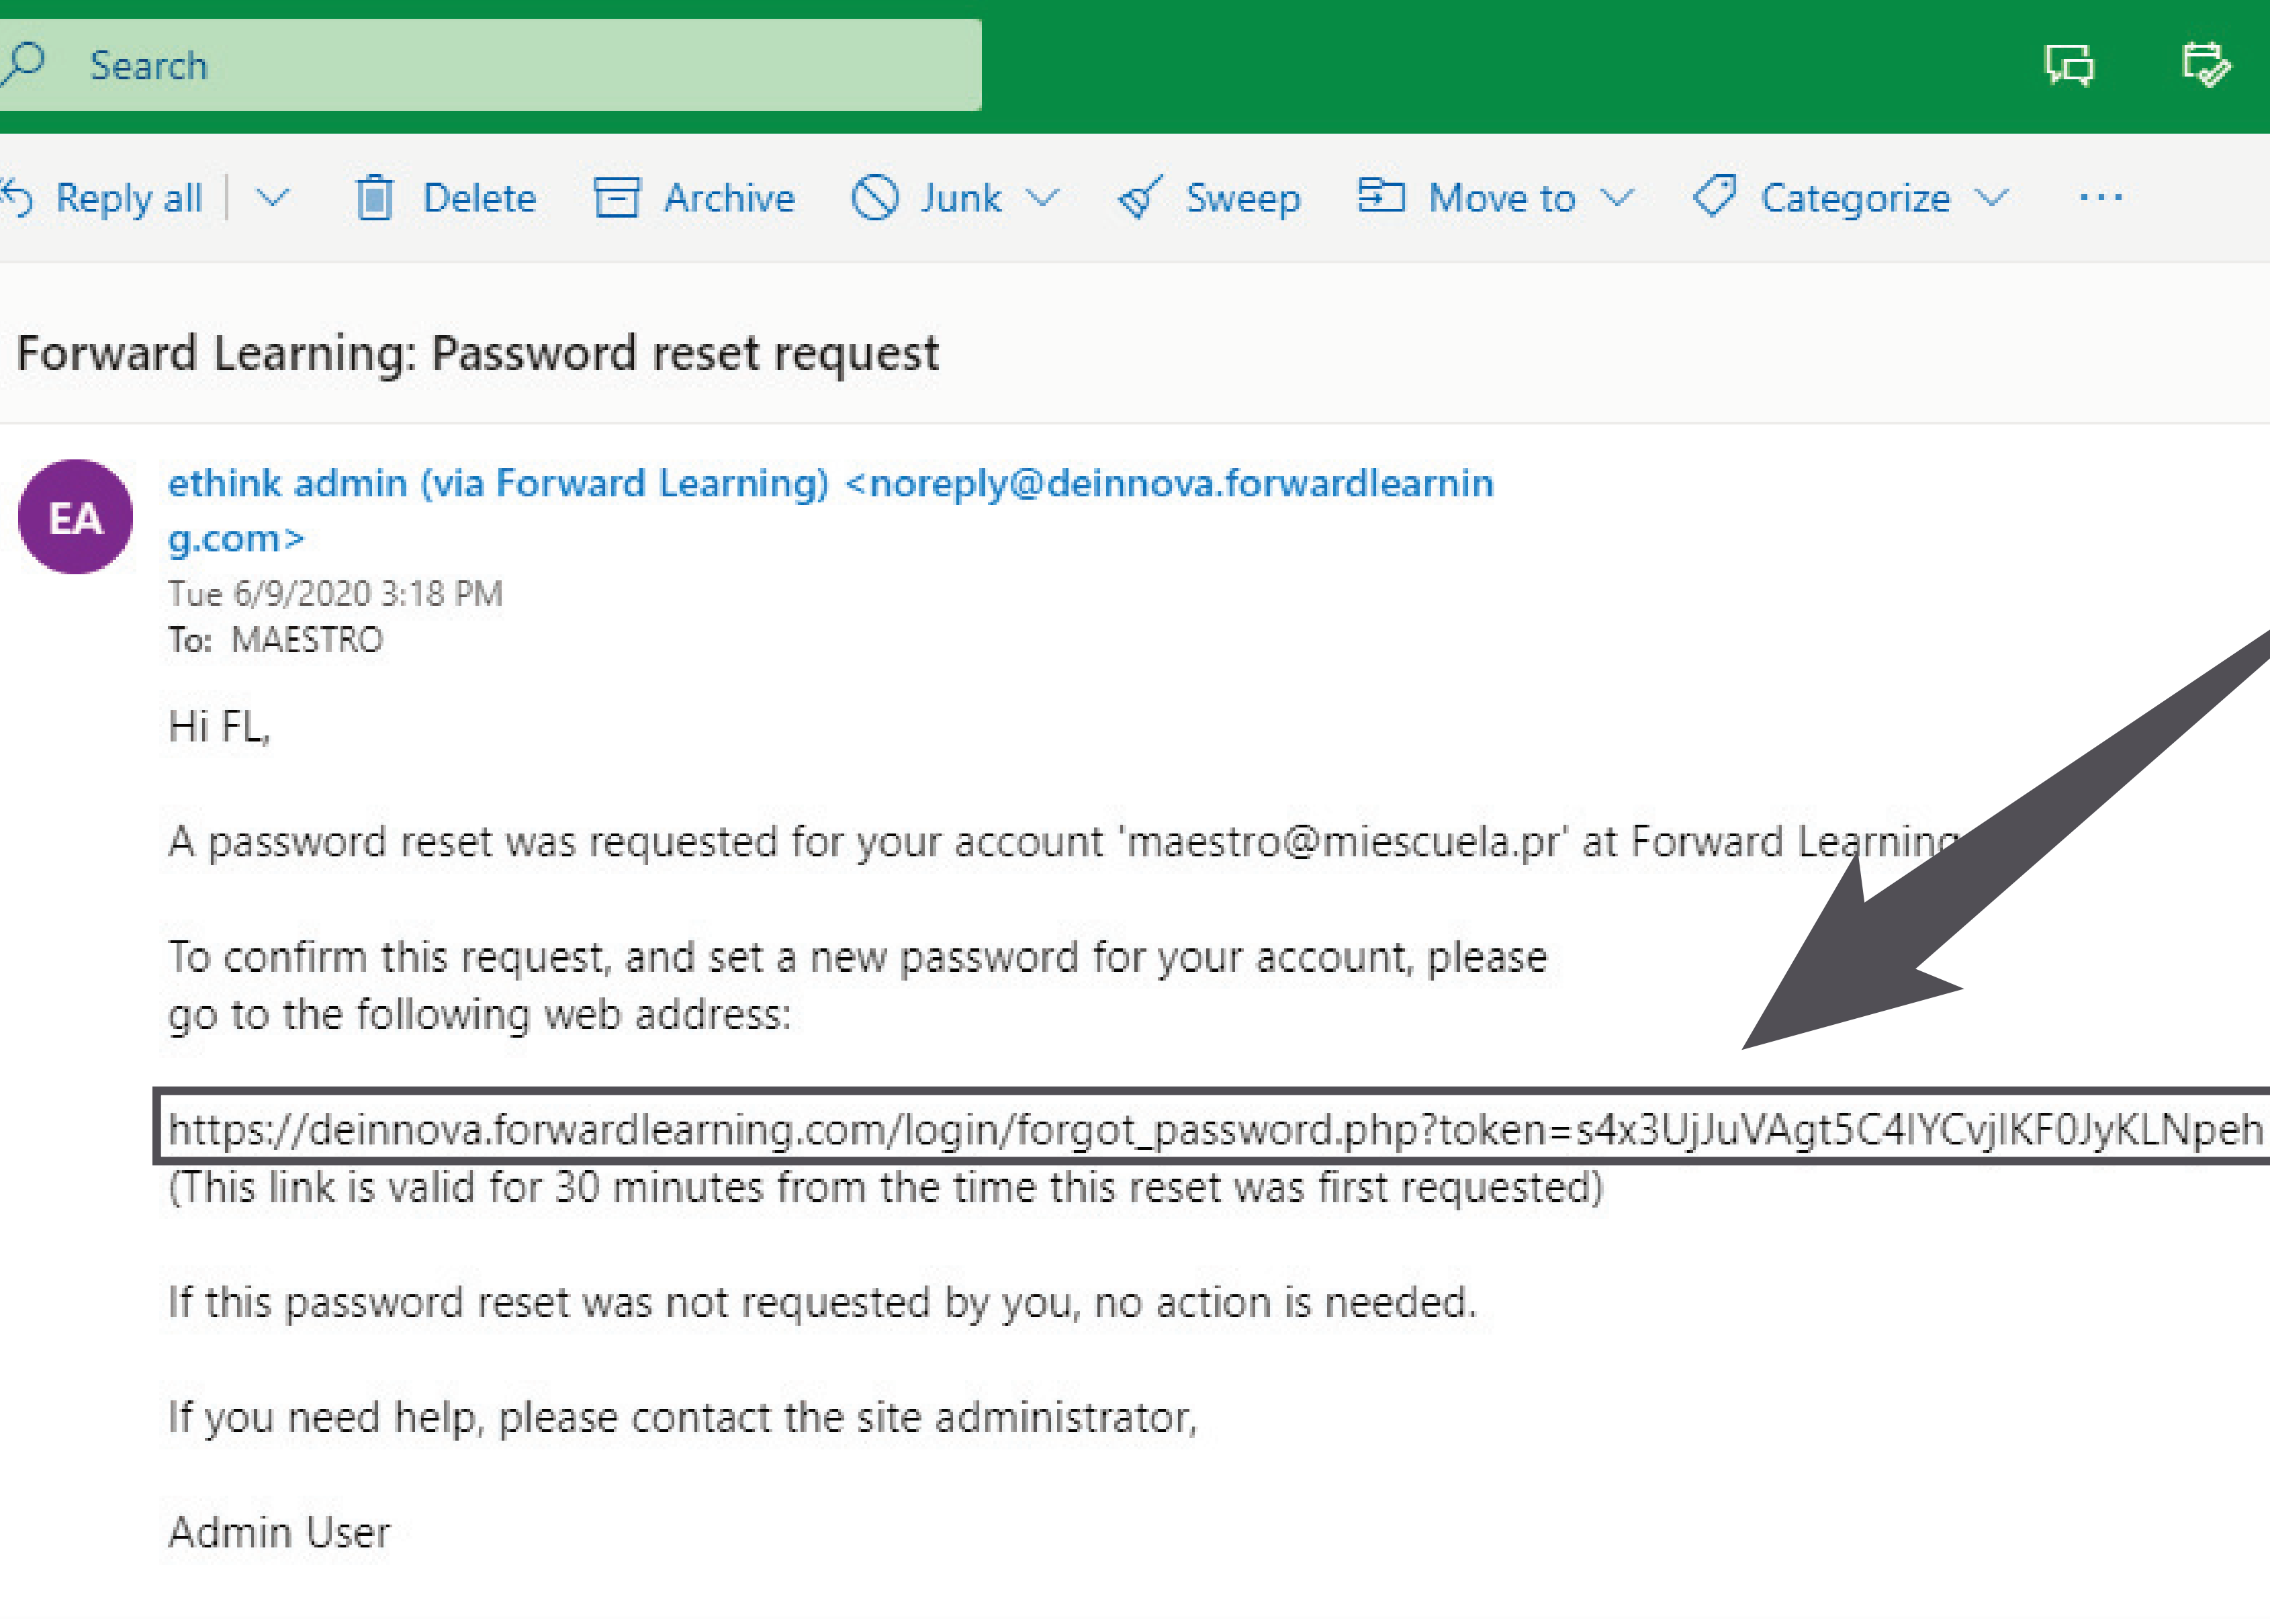 Search
Reply all
Delete
Archive
Junk
Sweep
Move to
Categorize
Forward Learning: Password reset request
EA
ethink admin (via Forward Learning) <noreply@deinnova.forwardlearnin
g.com>
Tue 6/9/2020 3:18 PM
To: MAESTRO
Hi FL,
A password reset was requested for your account 'maestro@miescuela.pr' at Forward Learning
To confirm this request, and set a new password for your account, please
go to the following web address:
https://deinnova.forwardlearning.com/login/forgot_password.php?token=s4x3UjJuVAgt5C4lYCvjlKF0JyKLNpeh
(This link is valid for 30 minutes from the time this reset was first requested)
If this password reset was not requested by you, no action is needed.
If you need help, please contact the site administrator,
Admin User